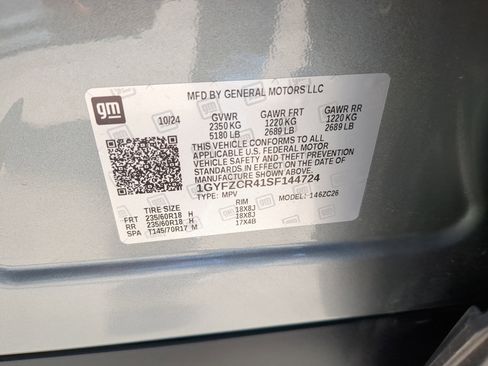 gm
MFD BY GENERAL MOTORS LLC
10/24 GVWR GAWR FRT GAWR RR
2350 KG 1220 KG 1220 KG
5180 LB 2689 LB 2689 LB
THIS VEHICLE CONFORMS TO ALL
APPLICABLE U.S. FEDERAL MOTOR
VEHICLE SAFETY AND THEFT PREVENTION
STANDARDS IN EFFECT ON THE DATE OF
MANUFACTURE SHOWN ABOVE.
1GYFZCR41SF144724
TYPE: MPV MODEL: 146ZC26
TIRE SIZE RIM
FRT 235/60R18 H 18X8J
RR 235/60R18 H 18X8J
SPA T145/70R17 M 17X4B